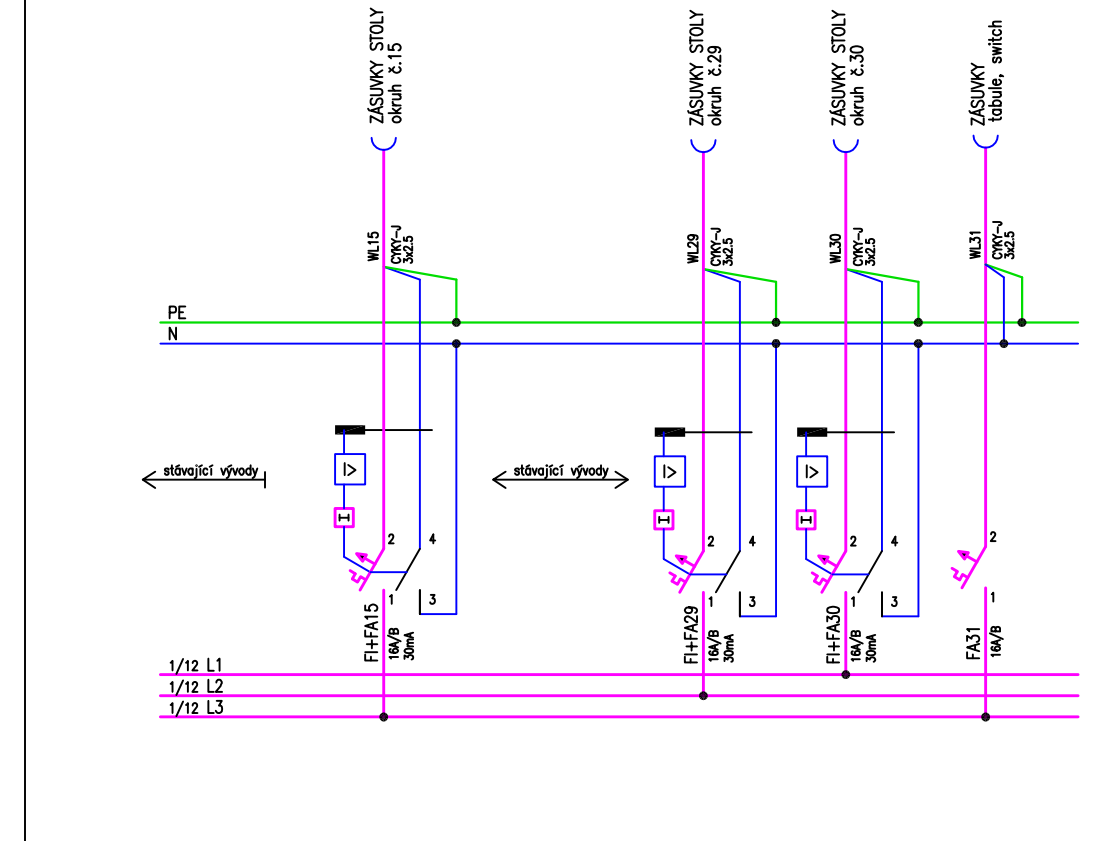 ZÁSUVKY STOLY
okruh č.15
ZÁSUVKY STOLY
okruh č.29
ZÁSUVKY STOLY
okruh č.30
ZÁSUVKY
tabule, switch
WL15
CYKY-J
3x2.5
WL29
CYKY-J
3x2.5
WL30
CYKY-J
3x2.5
WL31
CYKY-J
3x2.5
PE
N
stávající vývody
stávající vývody
I>
I>
I>
I
I
I
2
4
2
4
2
4
2
1
3
1
3
1
3
1
FI+FA15
16A/B
30mA
FI+FA29
16A/B
30mA
FI+FA30
16A/B
30mA
FA31
16A/B
1/12 L1
1/12 L2
1/12 L3